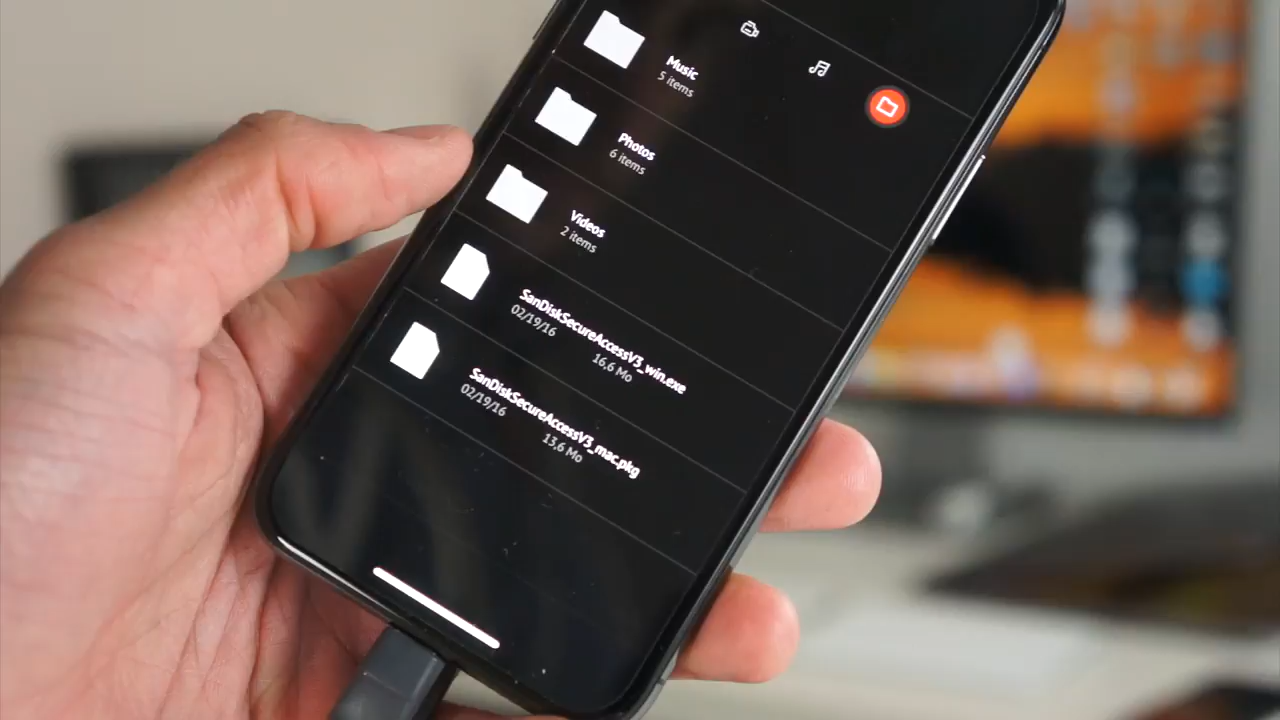 Music
5 items
Photos
6 items
Videos
2 items
SanDiskSecureAccessV3_win.exe
02/19/16 16,6 Mo
SanDiskSecureAccessV3_mac.pkg
02/19/16 13,6 Mo